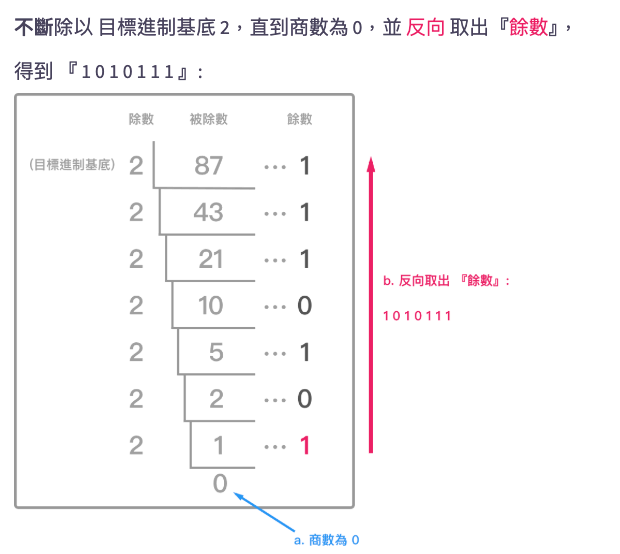 不斷除以 目標進制基底 2，直到商數為 0，並 反向 取出『餘數』，
得到 『1010111』:
除數 被除數 餘數
(目標進制基底) 2 87 ··· 1
2 43 ··· 1
2 21 ··· 1
2 10 ··· 0
2 5 ··· 1
2 2 ··· 0
2 1 ··· 1
0
b. 反向取出 『餘數』:
1010111
a. 商數為 0